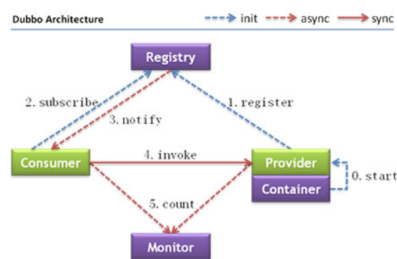 Dubbo Architecture
init
async
sync
Registry
2. subscribe
1. register
3. notify
Consumer
4. invoke
Provider
Container
0. start
5. count
Monitor